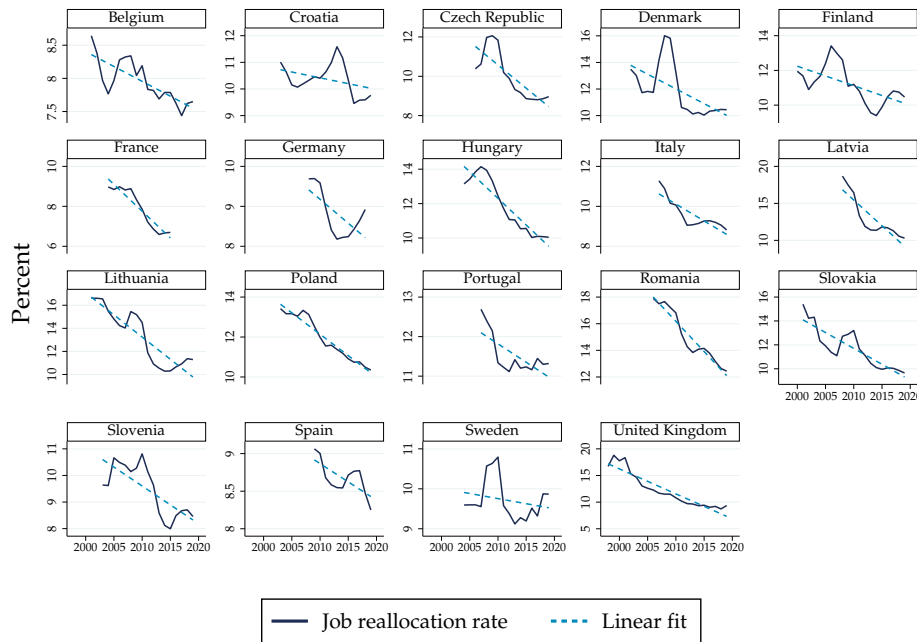 Percent
Belgium
7.5 8 8.5
Croatia
9 10 11 12
Czech Republic
8 10 12
Denmark
10 12 14 16
Finland
10 12 14
France
6 8 10
Germany
8 9 10
Hungary
10 12 14
Italy
8 10 12
Latvia
10 15 20
Lithuania
10 12 14 16
Poland
10 12 14
Portugal
11 12 13
Romania
12 14 16 18
Slovakia
10 12 14 16
2000 2005 2010 2015 2020
Slovenia
8 9 10 11
2000 2005 2010 2015 2020
Spain
8 8.5 9
2000 2005 2010 2015 2020
Sweden
9 10 11
2000 2005 2010 2015 2020
United Kingdom
5 10 15 20
2000 2005 2010 2015 2020
Job reallocation rate Linear fit